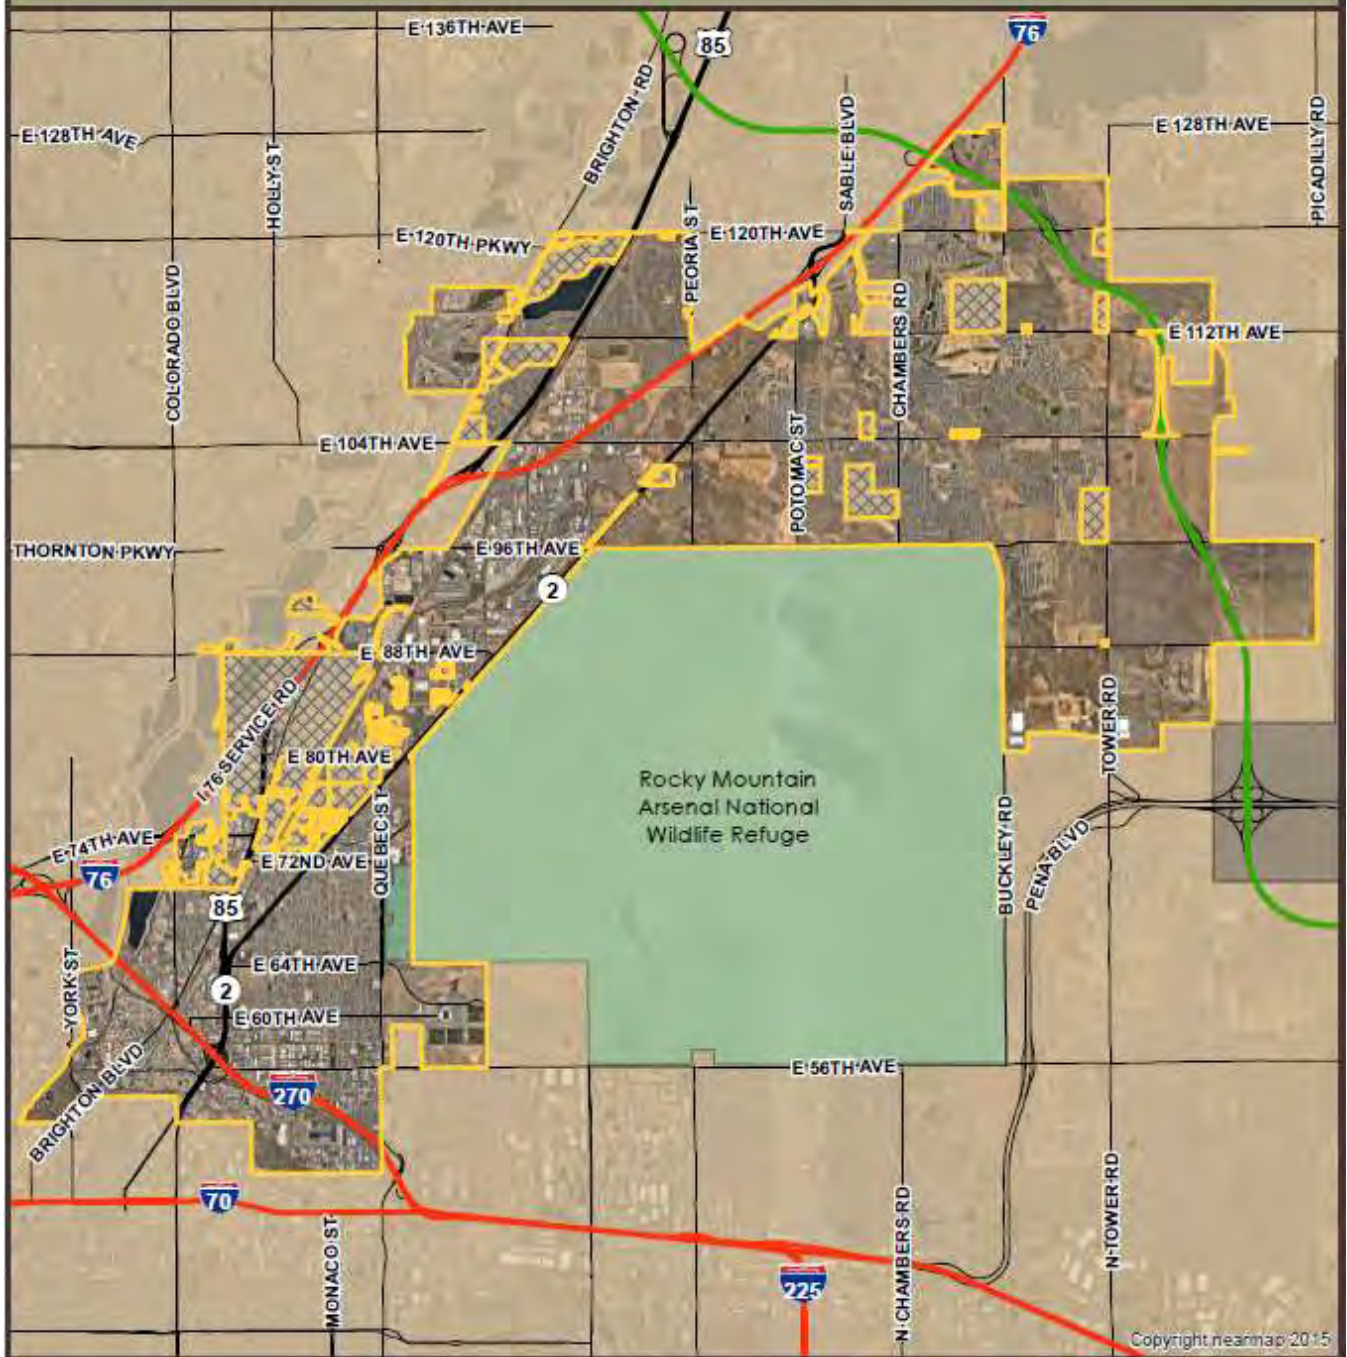 E 136TH AVE
85
76
BRIGHTON RD
SABLE BLVD
E 128TH AVE
E 128TH AVE
PICADILLY RD
HOLLY ST
PEORIA ST
E 120TH PKWY
E 120TH AVE
COLORADO BLVD
CHAMBERS RD
E 112TH AVE
E 104TH AVE
POTOMAC ST
THORNTON PKWY
E 96TH AVE
2
E 88TH AVE
I 76 SERVICE RD
TOWER RD
E 80TH AVE
Rocky Mountain
Arsenal National
Wildlife Refuge
QUEBEC ST
BUCKLEY RD
PENA BLVD
E 74TH AVE
E 72ND AVE
76
85
YORK ST
E 64TH AVE
2
E 60TH AVE
BRIGHTON BLVD
E 56TH AVE
270
70
MONACO ST
225
N CHAMBERS RD
N TOWER RD
Copyright nearmap 2015